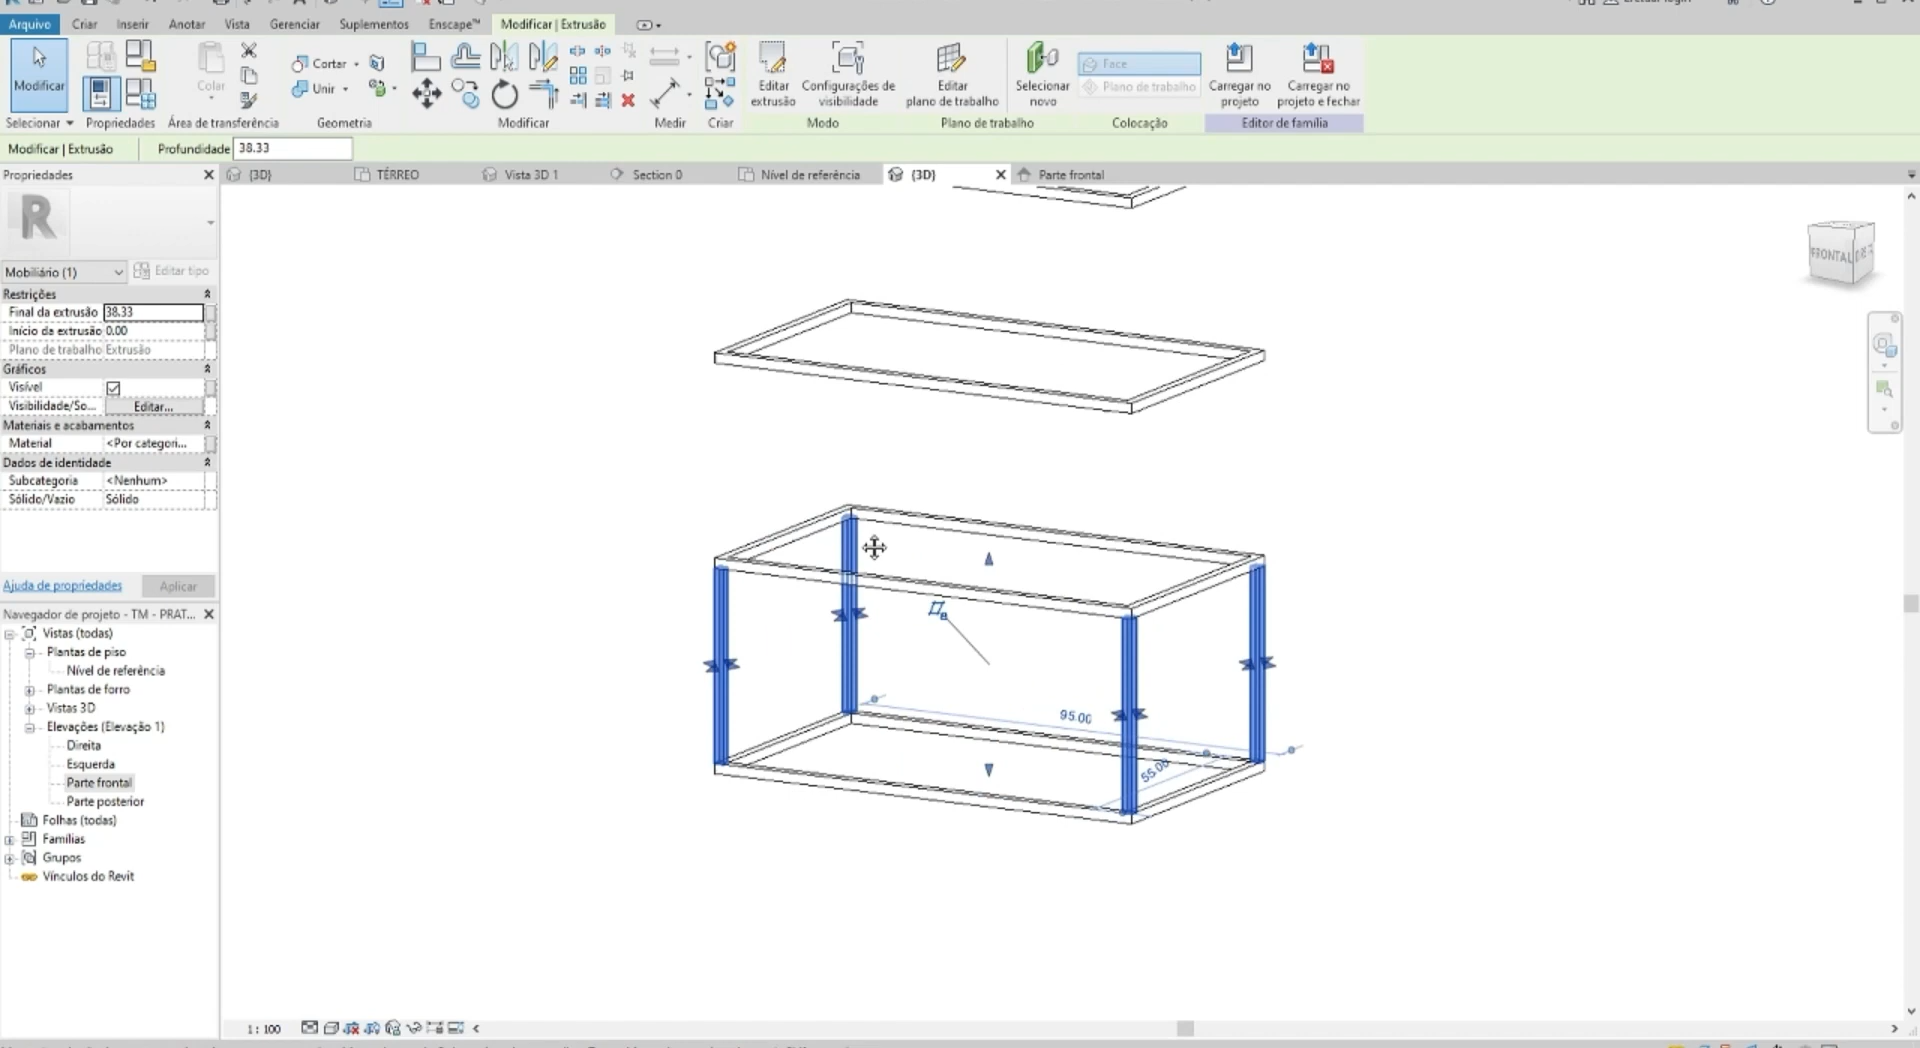 Arquivo Criar Inserir Anotar Vista Gerenciar Suplementos Enscape™ Modificar | Extrusão
Modificar
Colar
Cortar
Unir
Editar extrusão
Configurações de visibilidade
Editar plano de trabalho
Selecionar novo
Face
Plano de trabalho
Carregar no projeto
Carregar no projeto e fechar
Selecionar Propriedades Área de transferência Geometria Modificar Medir Criar Modo Plano de trabalho Colocação Editor de família
Modificar | Extrusão Profundidade 38.33
Propriedades
{3D} TÉRREO Vista 3D 1 Section 0 Nível de referência {3D} Parte frontal
R
Mobiliário (1) Editar tipo
Restrições
Final da extrusão 38.33
Início da extrusão 0.00
Plano de trabalho Extrusão
Gráficos
Visível
Visibilidade/So... Editar...
Materiais e acabamentos
Material <Por categori...
Dados de identidade
Subcategoria <Nenhum>
Sólido/Vazio Sólido
Ajuda de propriedades Aplicar
Navegador de projeto - TM - PRAT...
Vistas (todas)
Plantas de piso
Nível de referência
Plantas de forro
Vistas 3D
Elevações (Elevação 1)
Direita
Esquerda
Parte frontal
Parte posterior
Folhas (todas)
Famílias
Grupos
Vínculos do Revit
FRONTAL
95.00
55.00
1 : 100